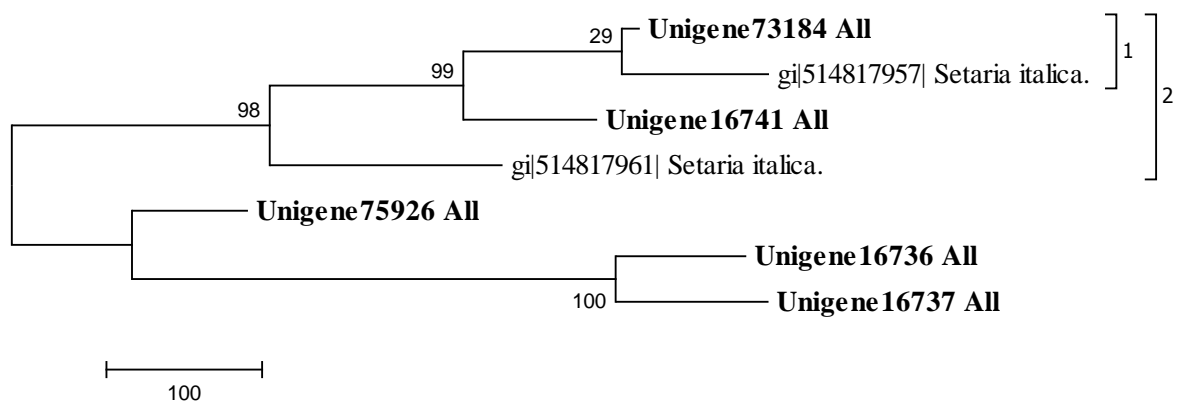 29
Unigene73184 All
gi|514817957| Setaria italica.
1
2
99
Unigene16741 All
98
gi|514817961| Setaria italica.
Unigene75926 All
Unigene16736 All
100
Unigene16737 All
100